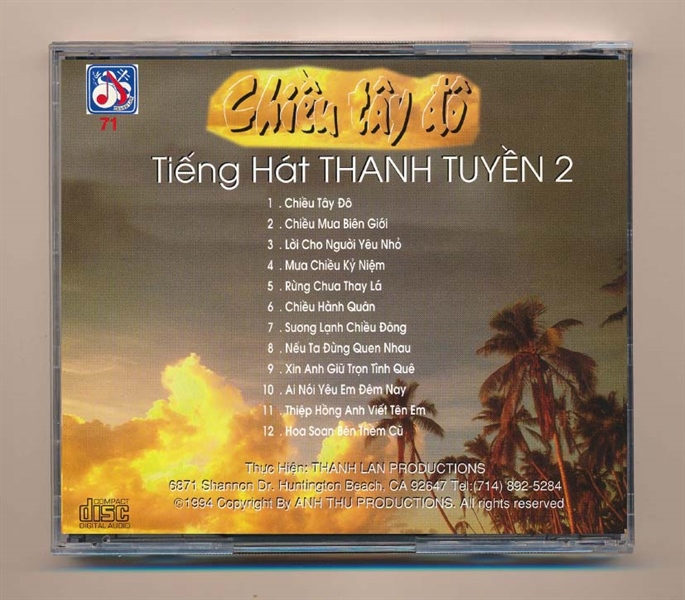 71
Chiều tây đô
Tiếng Hát THANH TUYỀN 2
1 . Chiều Tây Đô
2 . Chiều Mưa Biên Giới
3 . Lời Cho Người Yêu Nhỏ
4 . Mưa Chiều Kỷ Niệm
5 . Rừng Chưa Thay Lá
6 . Chiều Hành Quân
7 . Sương Lạnh Chiều Đông
8 . Nếu Ta Đừng Quen Nhau
9 . Xin Anh Giữ Trọn Tình Quê
10 . Ai Nói Yêu Em Đêm Nay
11 . Thiệp Hồng Anh Viết Tên Em
12 . Hoa Soan Bên Thềm Cũ
Thực Hiện: THANH LAN PRODUCTIONS
6871 Shannon Dr. Huntington Beach, CA 92647 Tel:(714) 892-5284
©1994 Copyright By ANH THƯ PRODUCTIONS. All rights reserved
COMPACT
disc
DIGITAL AUDIO